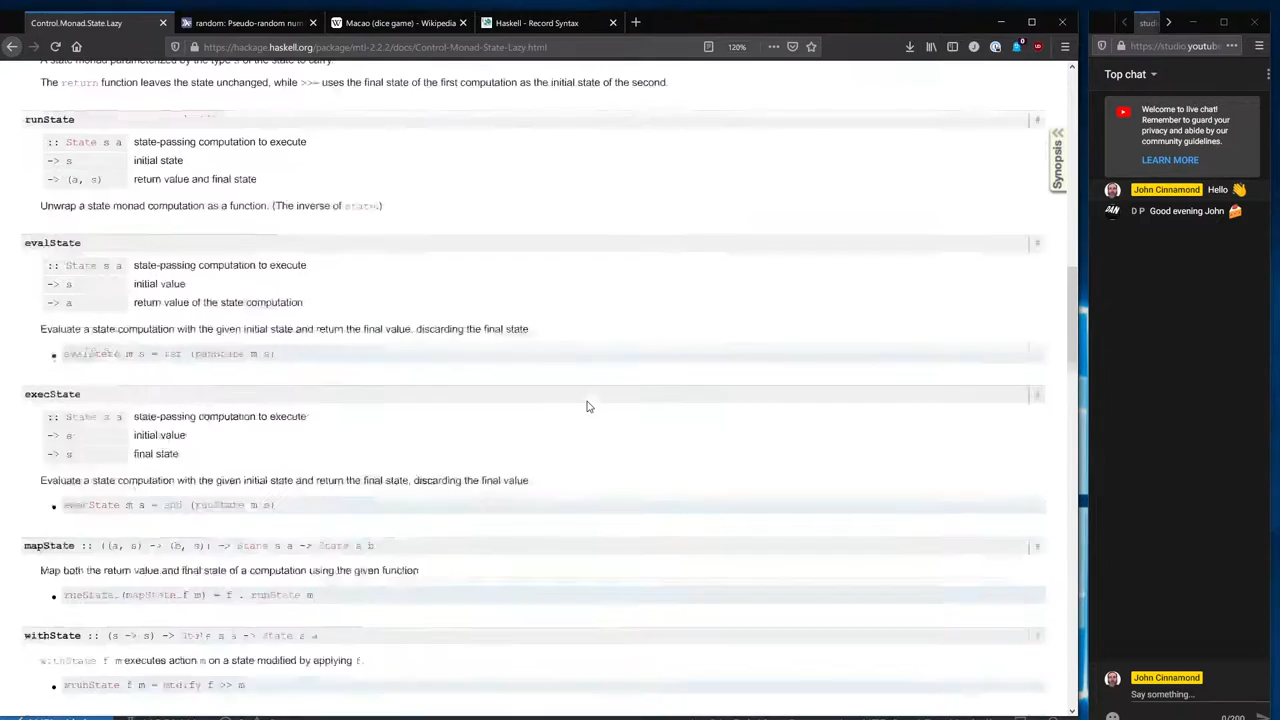 Control.Monad.State.Lazy
random: Pseudo-random num
Macao (dice game) - Wikipedia
Haskell - Record Syntax
https://hackage.haskell.org/package/mtl-2.2.2/docs/Control-Monad-State-Lazy.html
120%
The return function leaves the state unchanged, while >>= uses the final state of the first computation as the initial state of the second.
runState
#
:: State s a state-passing computation to execute
-> s initial state
-> (a, s) return value and final state
Unwrap a state monad computation as a function. (The inverse of state.)
evalState
#
:: State s a state-passing computation to execute
-> s initial value
-> a return value of the state computation
Evaluate a state computation with the given initial state and return the final value, discarding the final state
execState
#
:: State s a state-passing computation to execute
-> s initial value
-> s final state
Evaluate a state computation with the given initial state and return the final state, discarding the final value
mapState :: ((a, s) -> (b, s)) -> State s a -> State s b
#
Map both the return value and final state of a computation using the given function
withState :: (s -> s) -> State s a -> State s a
#
withState f m executes action m on a state modified by applying f.
Synopsis
studi
https://studio.youtube
Top chat
Welcome to live chat!
Remember to guard your
privacy and abide by our
community guidelines.
LEARN MORE
John Cinnamond Hello 👋
D P Good evening John 🍰
John Cinnamond
Say something...
0/200